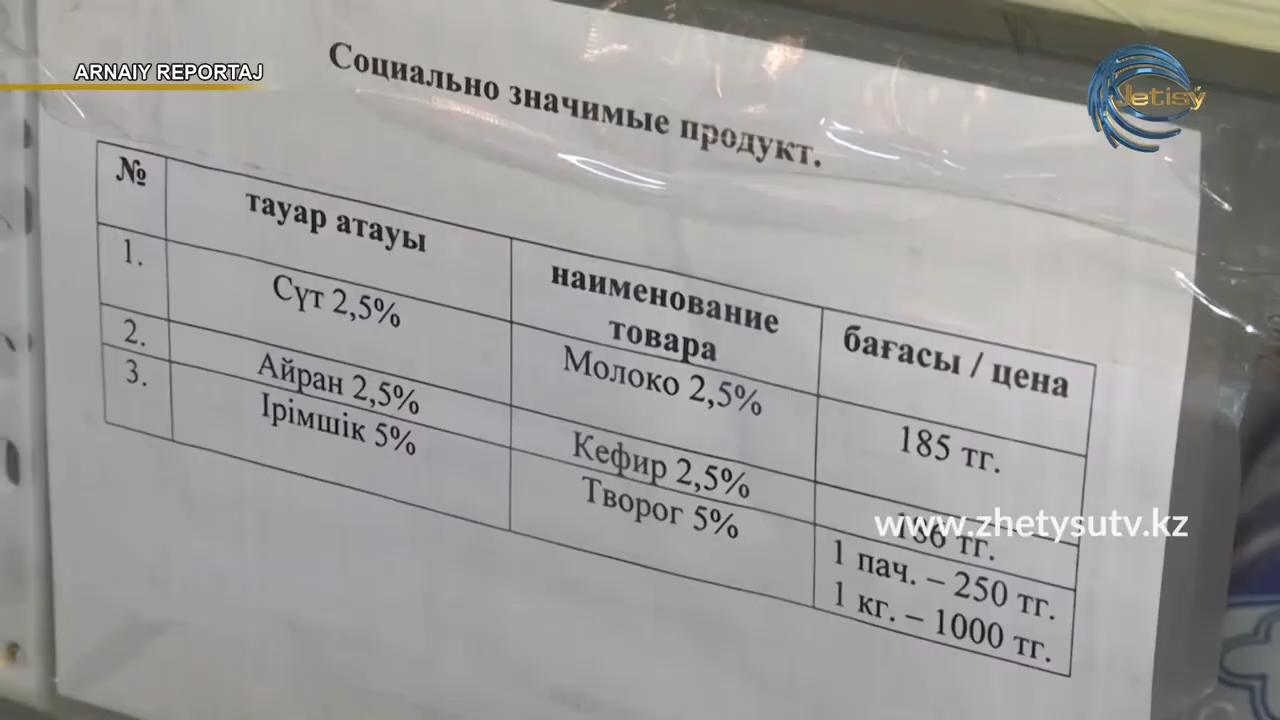 ARNAIY REPORTAJ
Jetisý
Социально значимые продукт.
№
тауар атауы
наименование
товара
бағасы / цена
1.
Сүт 2,5%
Молоко 2,5%
185 тг.
2.
Айран 2,5%
Кефир 2,5%
тг.
3.
Ірімшік 5%
Творог 5%
1 пач. – 250 тг.
1 кг. – 1000 тг.
www.zhetysutv.kz